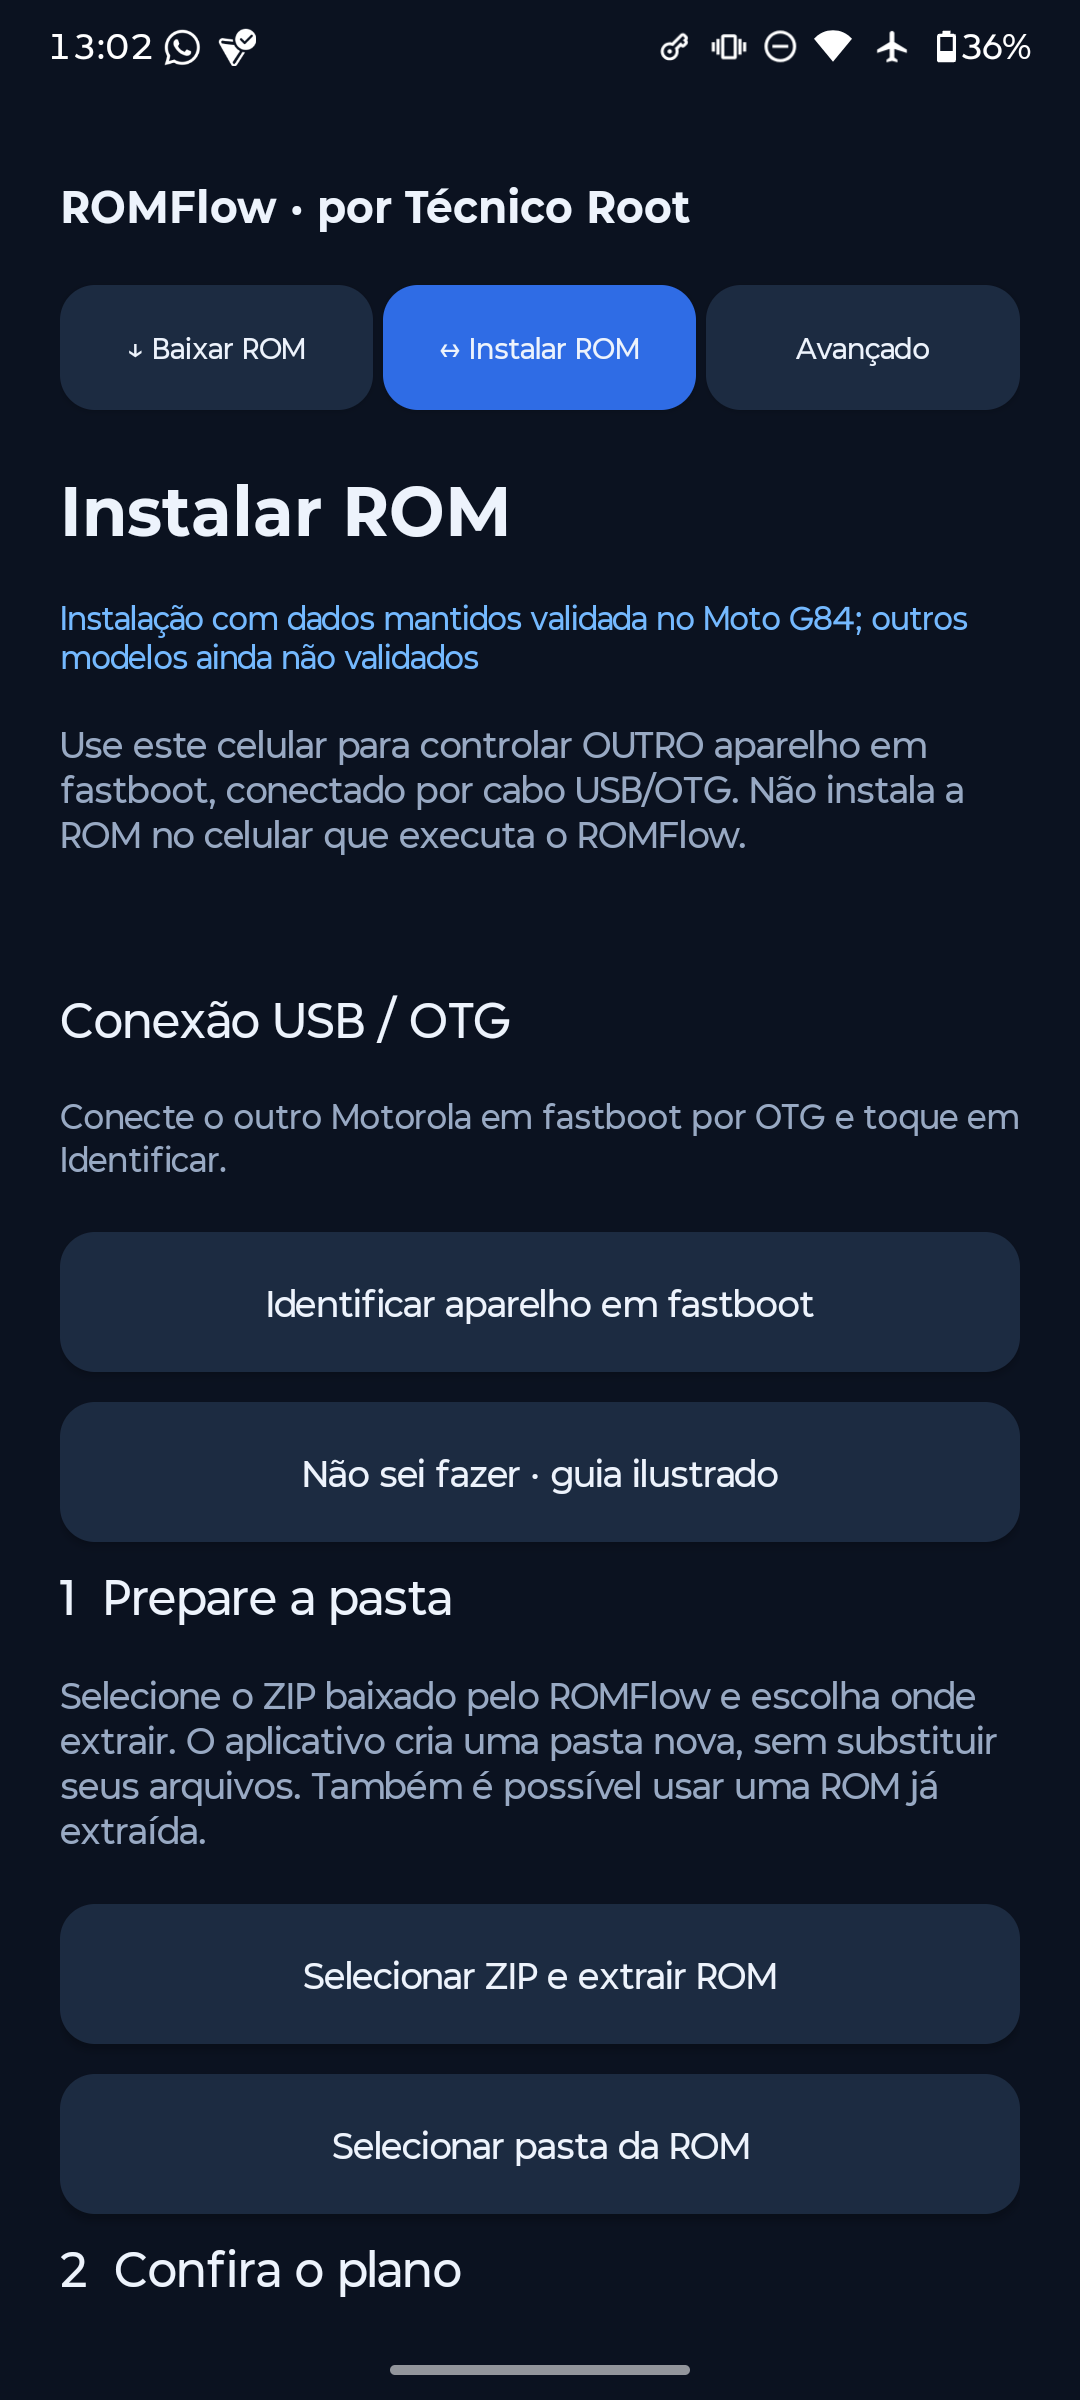 13:02
36%
ROMFlow · por Técnico Root
↓ Baixar ROM
↔ Instalar ROM
Avançado
Instalar ROM
Instalação com dados mantidos validada no Moto G84; outros
modelos ainda não validados
Use este celular para controlar OUTRO aparelho em
fastboot, conectado por cabo USB/OTG. Não instala a
ROM no celular que executa o ROMFlow.
Conexão USB / OTG
Conecte o outro Motorola em fastboot por OTG e toque em
Identificar.
Identificar aparelho em fastboot
Não sei fazer · guia ilustrado
1 Prepare a pasta
Selecione o ZIP baixado pelo ROMFlow e escolha onde
extrair. O aplicativo cria uma pasta nova, sem substituir
seus arquivos. Também é possível usar uma ROM já
extraída.
Selecionar ZIP e extrair ROM
Selecionar pasta da ROM
2 Confira o plano